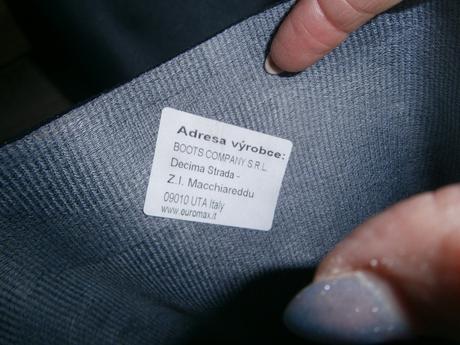 Adresa výrobce:
BOOTS COMPANY S.R.L.
Decima Strada -
Z.I. Macchiareddu
09010 UTA Italy
www.euromax.it